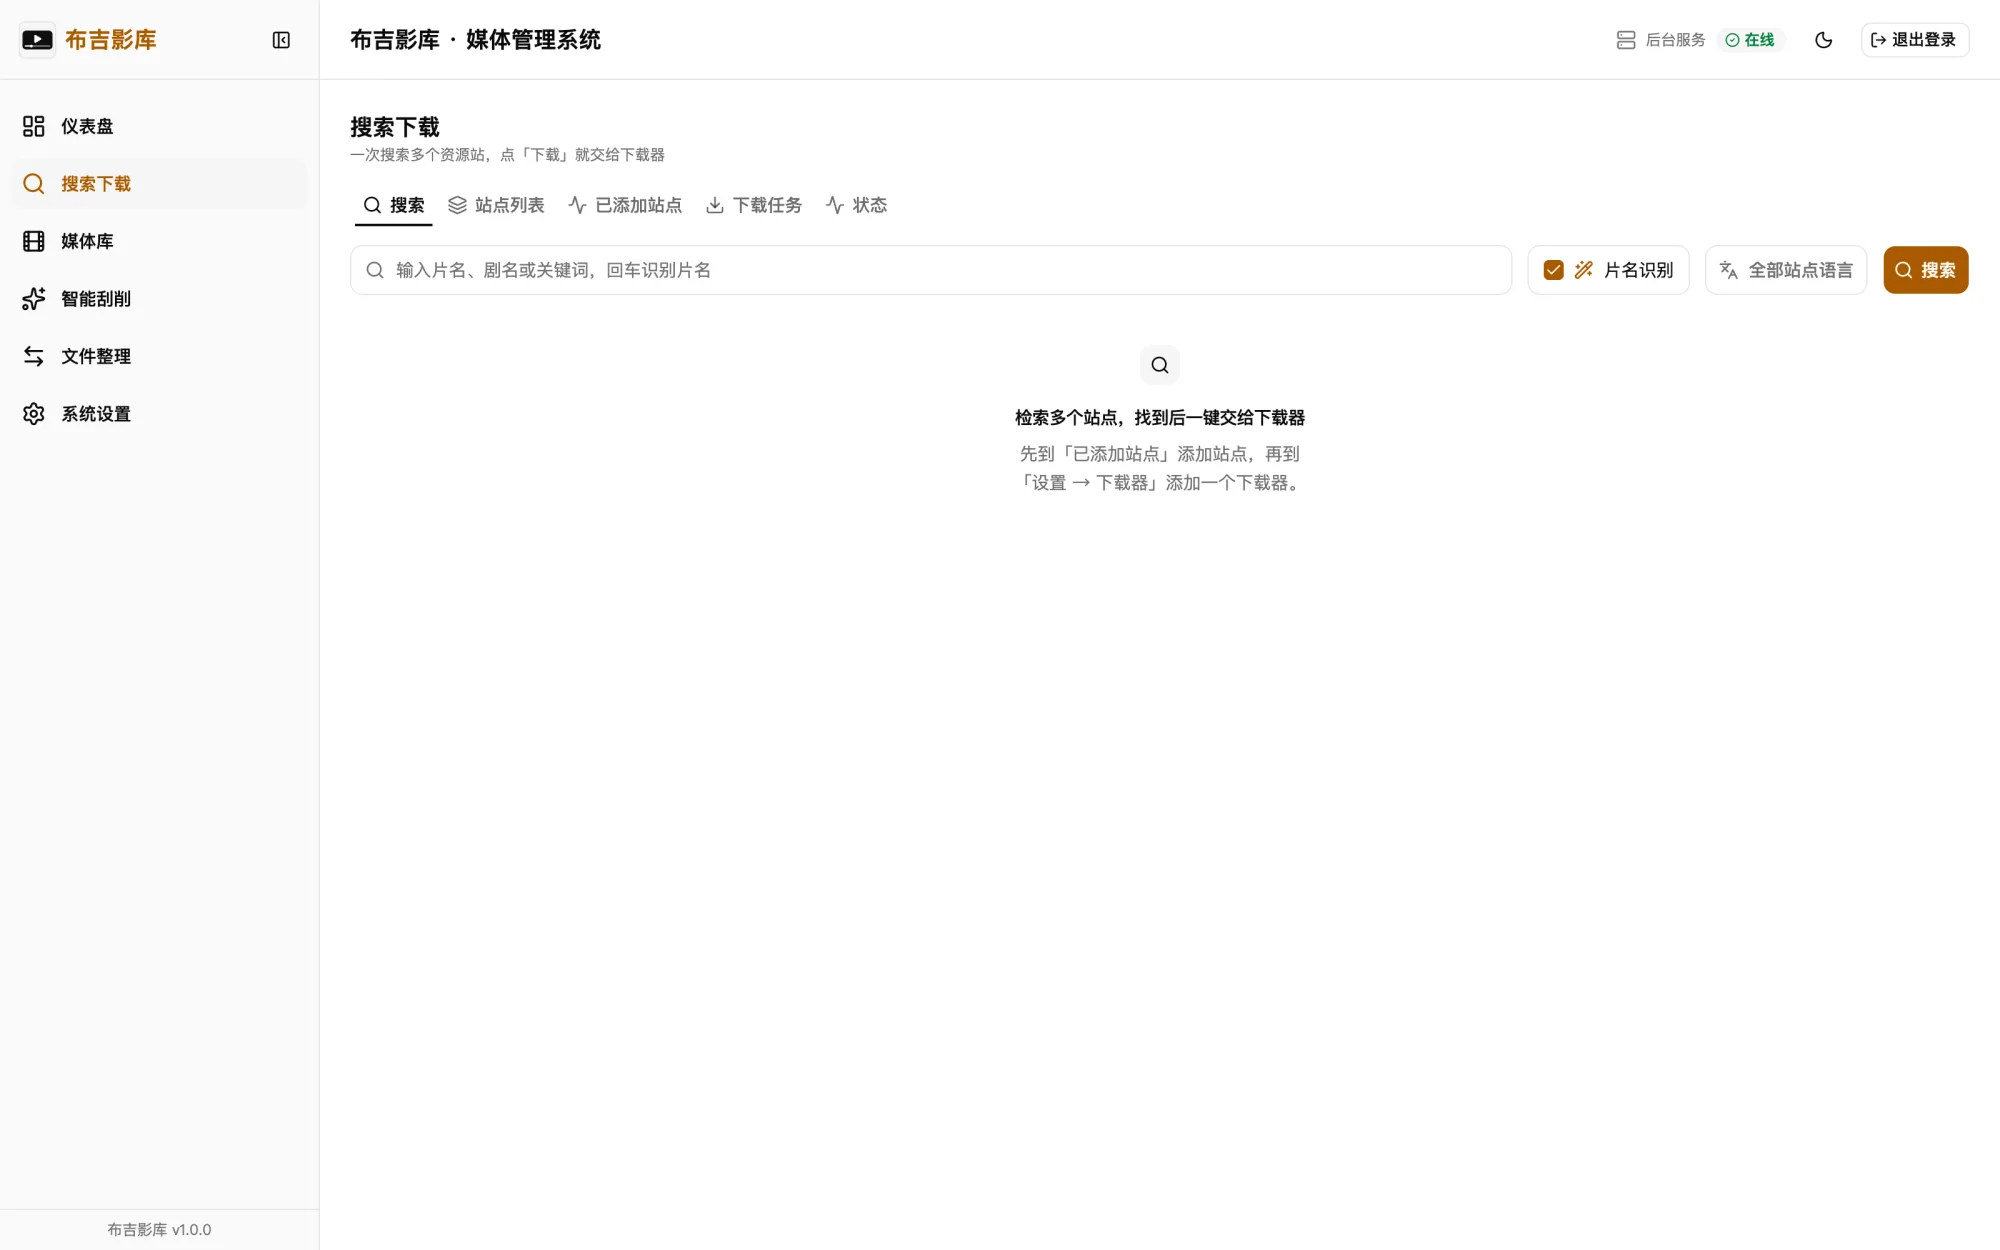 布吉影库
布吉影库 · 媒体管理系统
后台服务
在线
退出登录
仪表盘
搜索下载
媒体库
智能刮削
文件整理
系统设置
搜索下载
一次搜索多个资源站，点「下载」就交给下载器
搜索
站点列表
已添加站点
下载任务
状态
输入片名、剧名或关键词，回车识别片名
片名识别
全部站点语言
搜索
检索多个站点，找到后一键交给下载器
先到「已添加站点」添加站点，再到
「设置 → 下载器」添加一个下载器。
布吉影库 v1.0.0